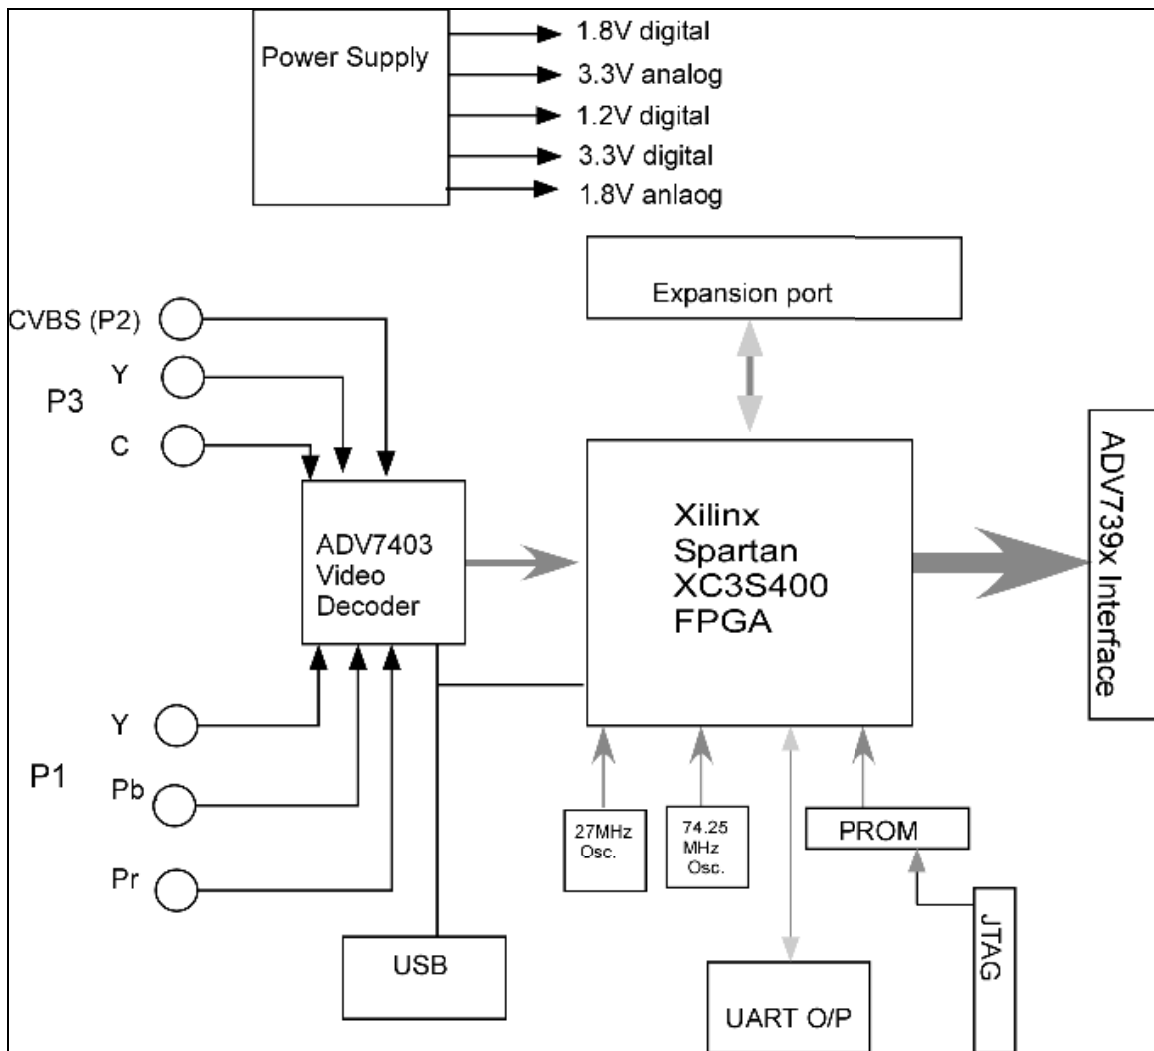 Power Supply
1.8V digital
3.3V analog
1.2V digital
3.3V digital
1.8V anlaog
Expansion port
CVBS (P2)
Y
P3
C
ADV7403
Video
Decoder
Xilinx
Spartan
XC3S400
FPGA
ADV739x Interface
Y
P1
Pb
Pr
27MHz
Osc.
74.25
MHz
Osc.
PROM
JTAG
USB
UART O/P